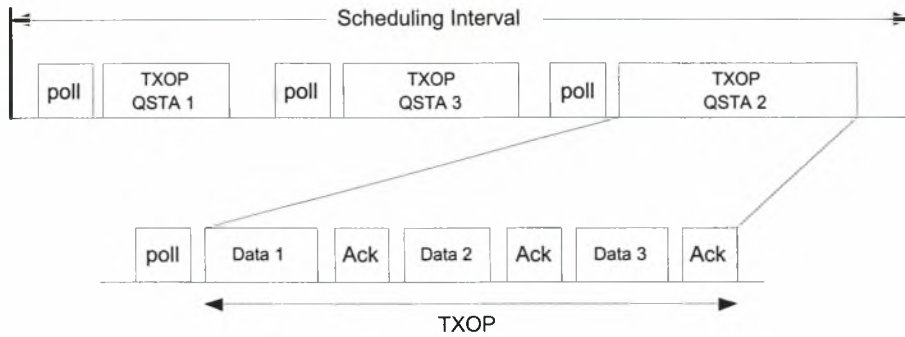 Scheduling Interval
poll
TXOP
QSTA 1
poll
TXOP
QSTA 3
poll
TXOP
QSTA 2
poll
Data 1
Ack
Data 2
Ack
Data 3
Ack
TXOP